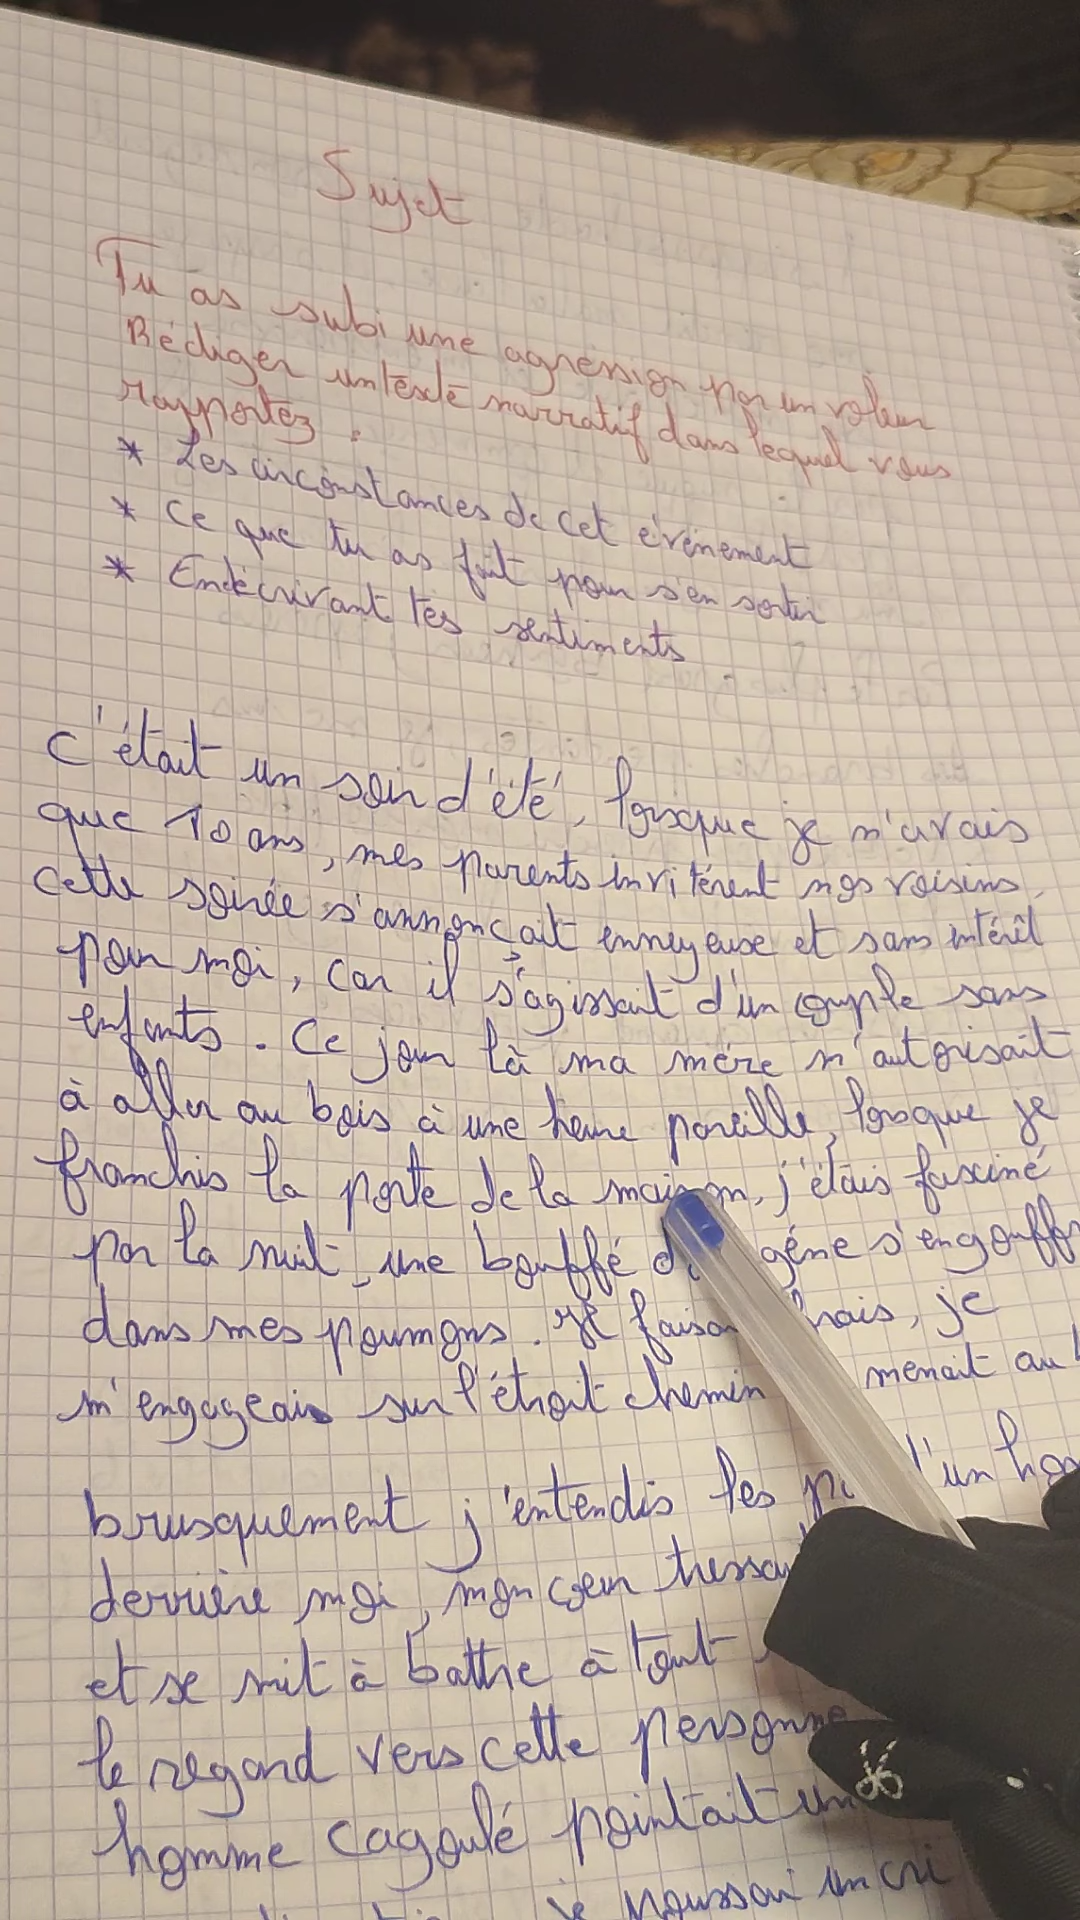 Sujet
Tu as subi une agression par un voleur
Rédiger un texte narratif dans lequel vous
rapportez :
* Les circonstances de cet événement
* Ce que tu as fait pour s'en sortir
* En décrivant tes sentiments
C'était un soir d'été, lorsque je n'avais
que 10 ans, mes parents invitèrent nos voisins,
cette soirée s'annonçait ennuyeuse et sans intérêt
pour moi, car il s'agissait d'un couple sans
enfants. Ce jour là ma mère m'autorisait
à aller au bois à une heure pareille, lorsque je
franchis la porte de la maison, j'étais fasciné
par la nuit, une bouffé s'engouffr
dans mes poumons. Il frais, je
m'engageais sur l'étroit chemin menait au
brusquement j'entendis les d'un
derrière moi, mon cœur
et se mit à battre à tout
le regard vers cette personne
homme cagoulé pointait un
je poussai un cri